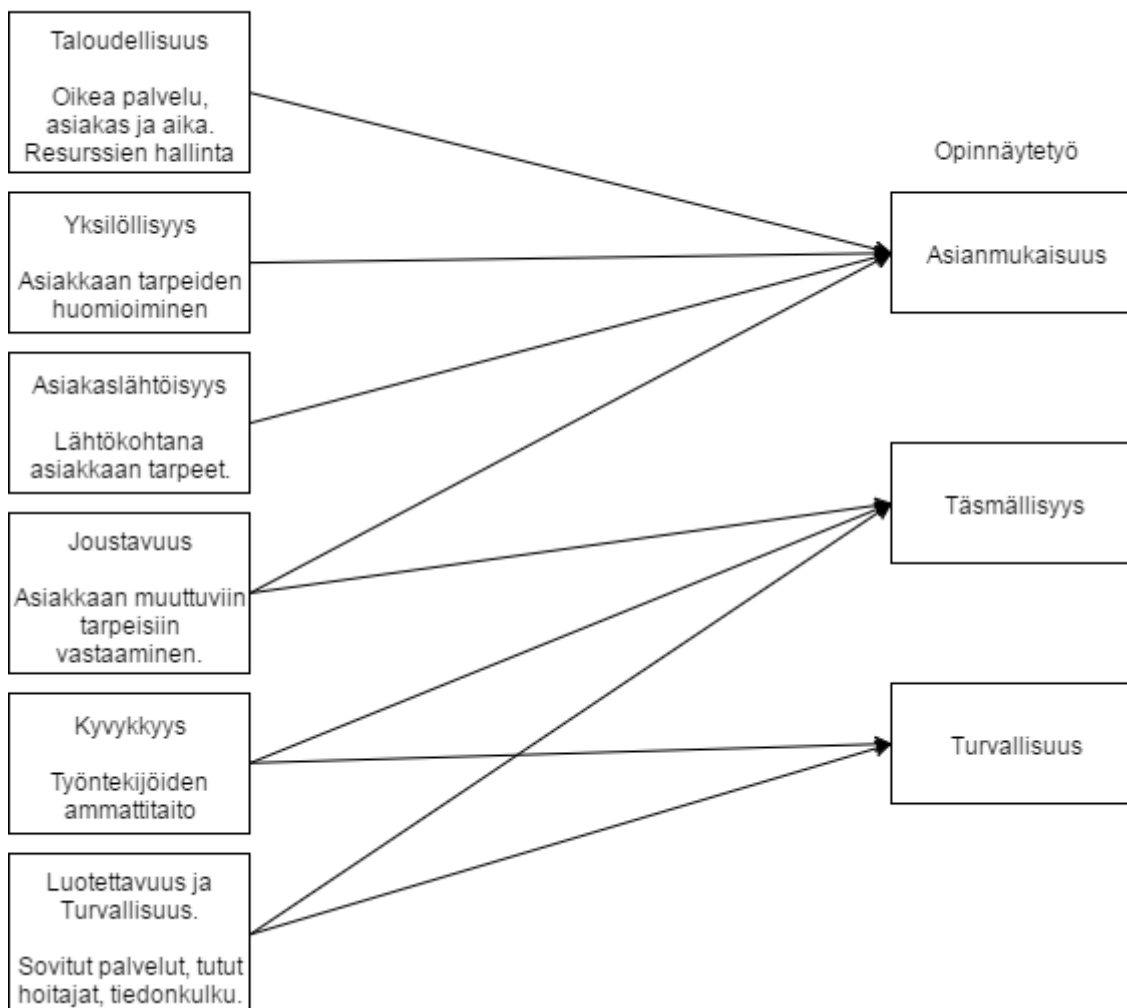 Taloudellisuus
Oikea palvelu,
asiakas ja aika.
Resurssien hallinta
Yksilöllisyys
Asiakkaan tarpeiden
huomioiminen
Asiakaslähtöisyys
Lähtökohtana
asiakkaan tarpeet.
Joustavuus
Asiakkaan muuttuviin
tarpeisiin
vastaaminen.
Kyvykkyys
Työntekijöiden
ammattitaito
Luotettavuus ja
Turvallisuus.
Sovitut palvelut, tutut
hoitajat, tiedonkulku.
Opinnäytetyö
Asianmukaisuus
Täsmällisyys
Turvallisuus